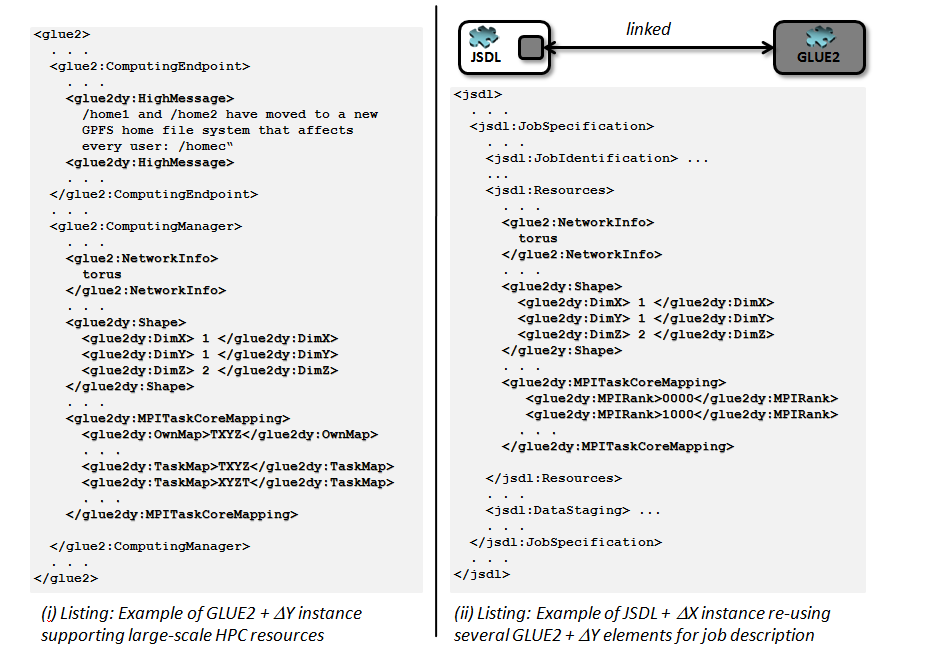 <glue2>
. . .
<glue2:ComputingEndpoint>
. . .
<glue2dy:HighMessage>
/home1 and /home2 have moved to a new
GPFS home file system that affects
every user: /homec“
<glue2dy:HighMessage>
. . .
</glue2:ComputingEndpoint>
. . .
<glue2:ComputingManager>
. . .
<glue2:NetworkInfo>
torus
</glue2:NetworkInfo>
. . .
<glue2dy:Shape>
<glue2dy:DimX> 1 </glue2dy:DimX>
<glue2dy:DimY> 1 </glue2dy:DimY>
<glue2dy:DimZ> 2 </glue2dy:DimZ>
</glue2dy:Shape>
. . .
<glue2dy:MPITaskCoreMapping>
<glue2dy:OwnMap>TXYZ</glue2dy:OwnMap>
. . .
<glue2dy:TaskMap>TXYZ</glue2dy:TaskMap>
<glue2dy:TaskMap>XYZT</glue2dy:TaskMap>
. . .
</glue2dy:MPITaskCoreMapping>
</glue2:ComputingManager>
. . .
</glue2>
(i) Listing: Example of GLUE2 + ΔY instance
supporting large-scale HPC resources
linked
JSDL
GLUE2
<jsdl>
. . .
<jsdl:JobSpecification>
. . .
<jsdl:JobIdentification> ...
...
<jsdl:Resources>
. . .
<glue2:NetworkInfo>
torus
</glue2:NetworkInfo>
. . .
<glue2dy:Shape>
<glue2dy:DimX> 1 </glue2dy:DimX>
<glue2dy:DimY> 1 </glue2dy:DimY>
<glue2dy:DimZ> 2 </glue2dy:DimZ>
</glue2y:Shape>
. . .
<glue2dy:MPITaskCoreMapping>
<glue2dy:MPIRank>0000</glue2dy:MPIRank>
<glue2dy:MPIRank>1000</glue2dy:MPIRank>
. . .
</glue2dy:MPITaskCoreMapping>
</jsdl:Resources>
. . .
<jsdl:DataStaging> ...
. . .
</jsdl:JobSpecification>
. . .
</jsdl>
(ii) Listing: Example of JSDL + ΔX instance re-using
several GLUE2 + ΔY elements for job description